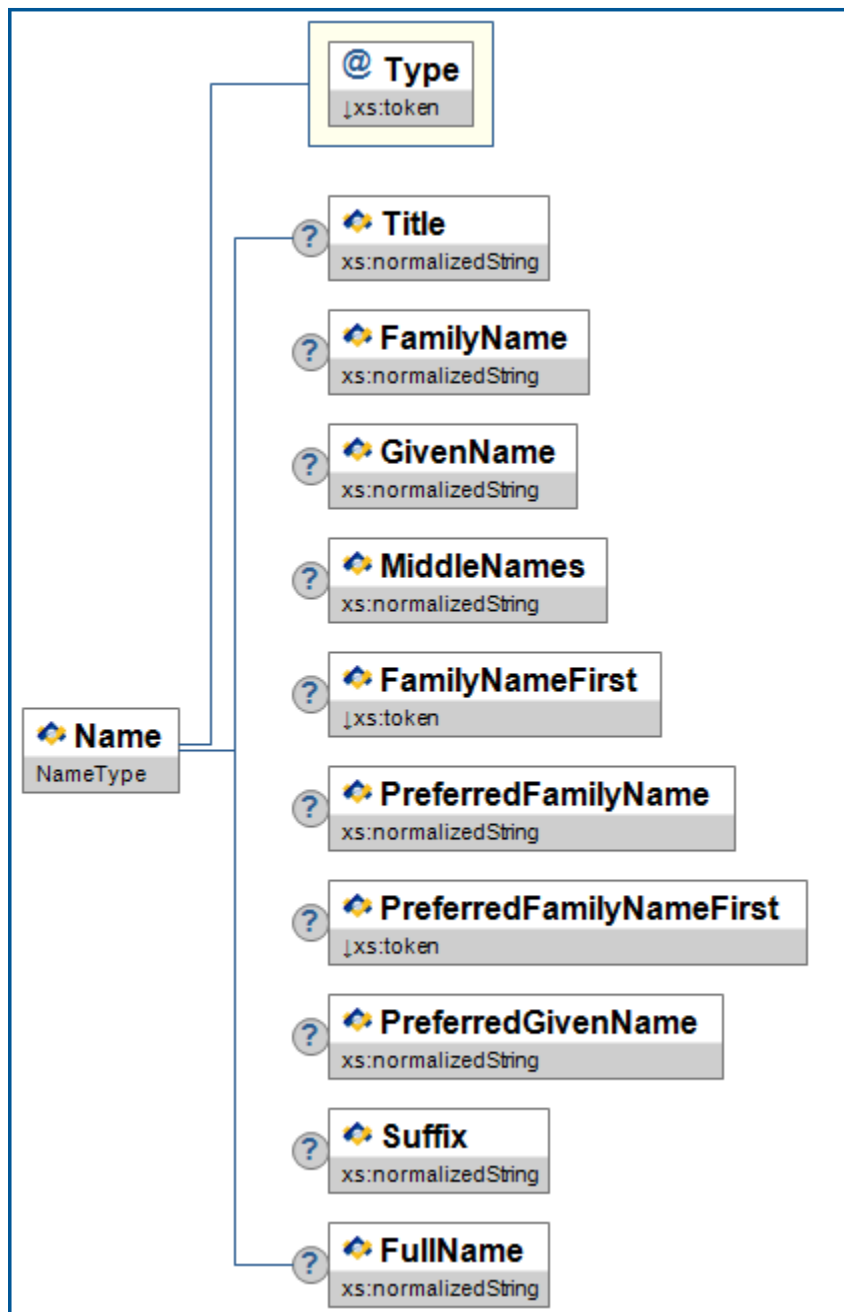 @ Type
↓xs:token
? Title
xs:normalizedString
? FamilyName
xs:normalizedString
? GivenName
xs:normalizedString
? MiddleNames
xs:normalizedString
? FamilyNameFirst
↓xs:token
Name
NameType
? PreferredFamilyName
xs:normalizedString
? PreferredFamilyNameFirst
↓xs:token
? PreferredGivenName
xs:normalizedString
? Suffix
xs:normalizedString
? FullName
xs:normalizedString